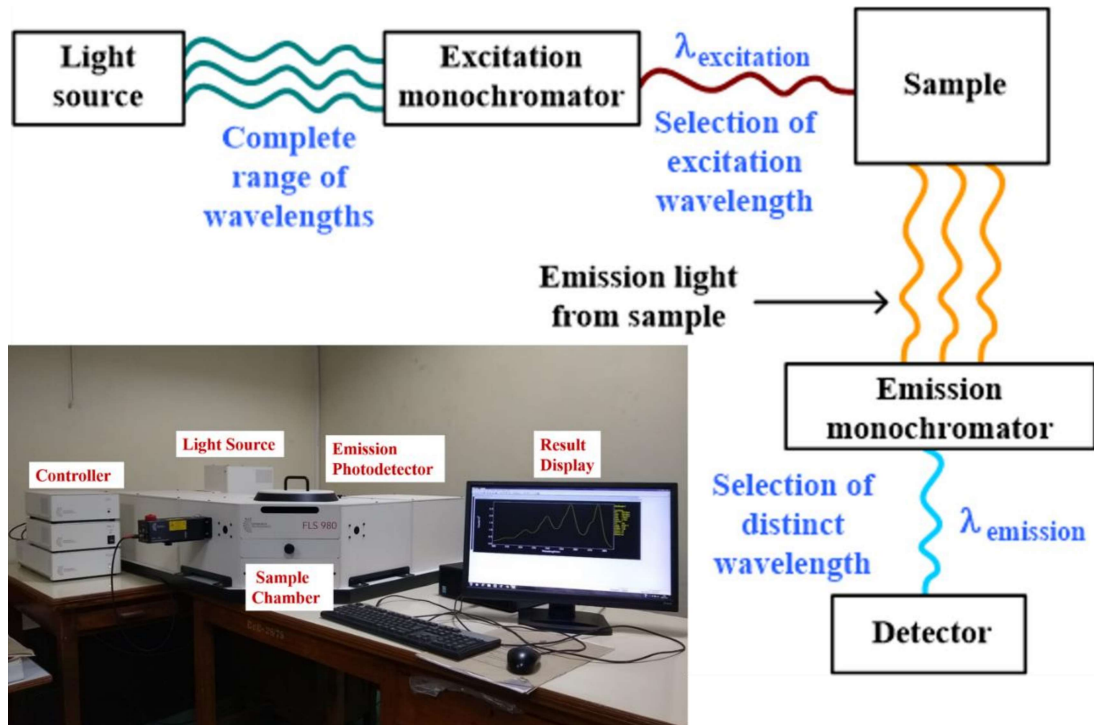 Light
source
Excitation
monochromator
λexcitation
Sample
Complete
range of
wavelengths
Selection of
excitation
wavelength
Emission light
from sample
Emission
monochromator
Selection of
distinct
wavelength
λemission
Detector
Controller
Light Source
Emission
Photodetector
Result
Display
FLS 980
Sample
Chamber